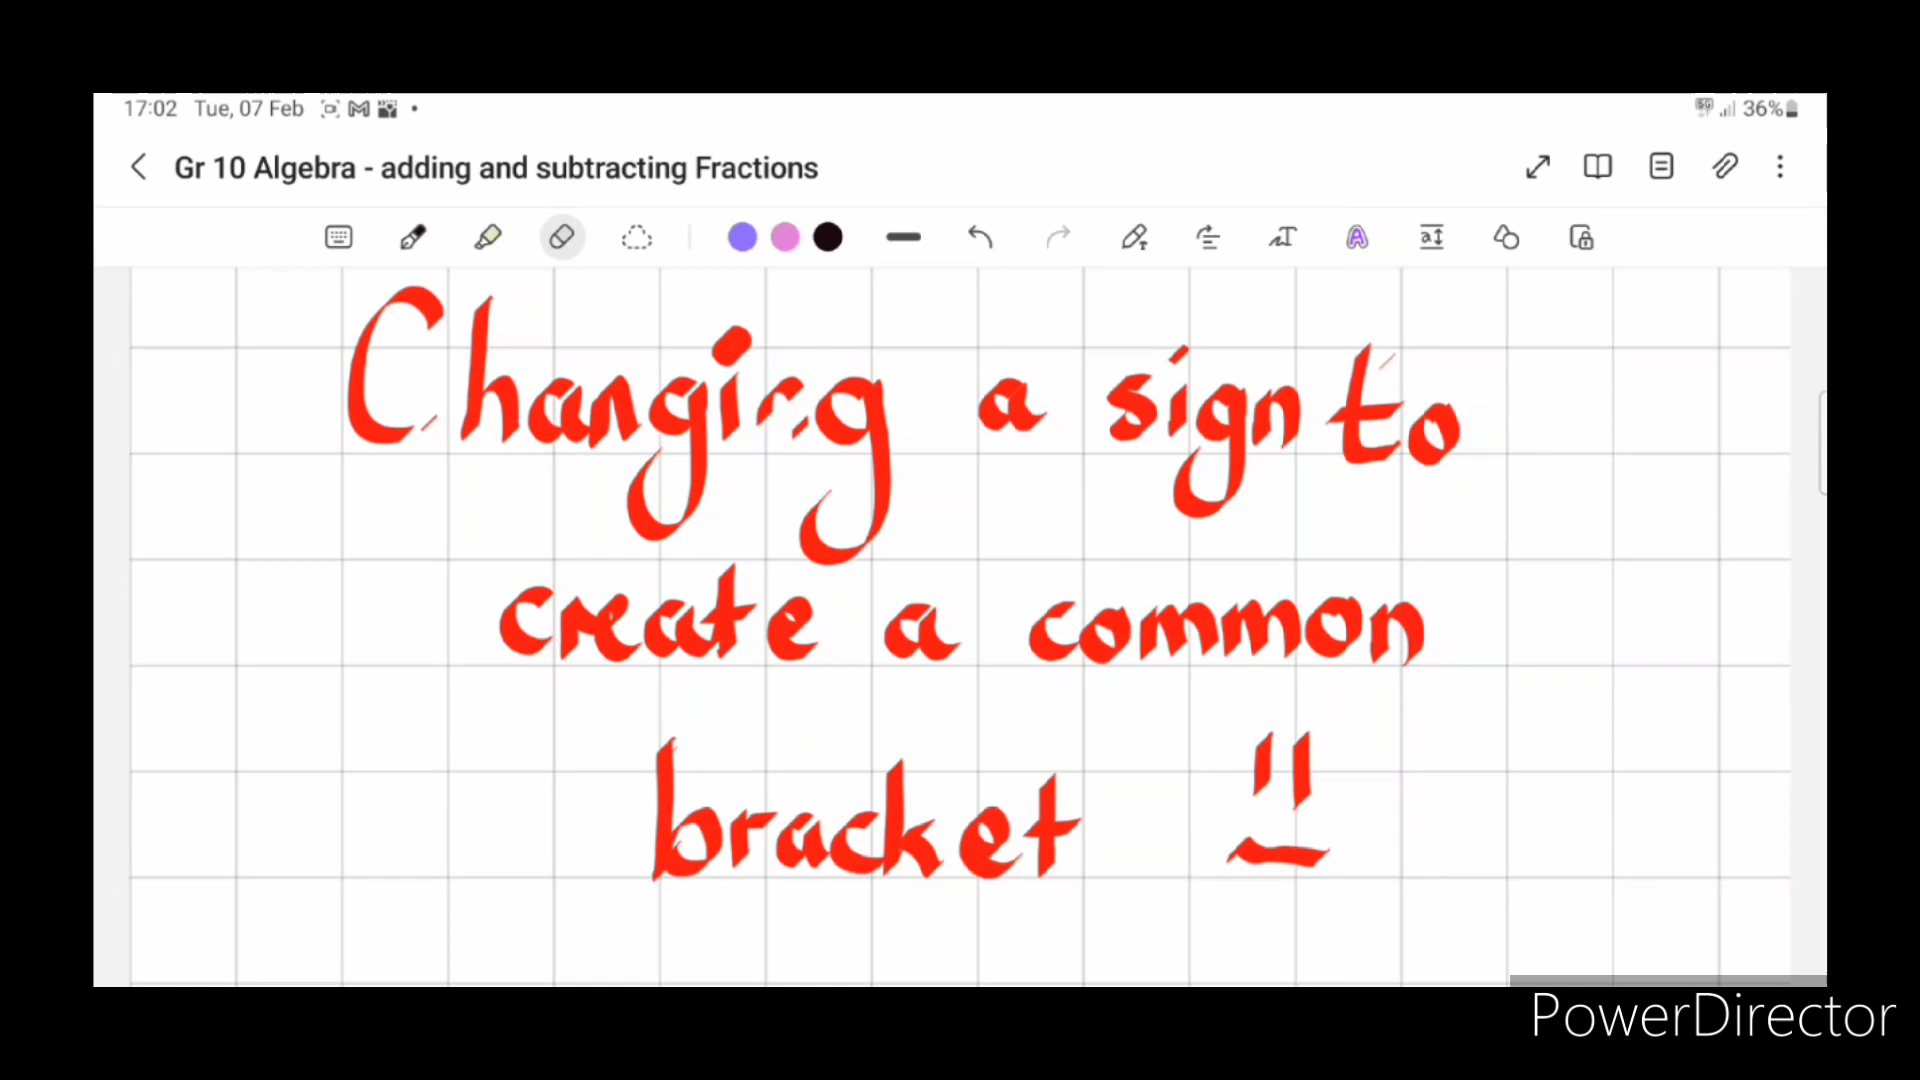 17:02 Tue, 07 Feb
36%
Gr 10 Algebra - adding and subtracting Fractions
Changing a sign to
create a common
bracket
PowerDirector